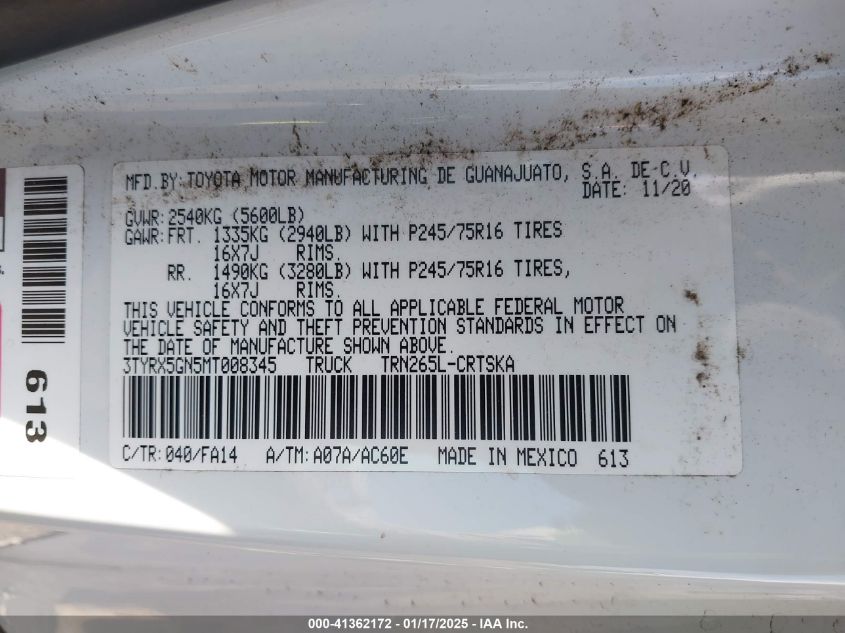 MFD.BY:TOYOTA MOTOR MANUFACTURING DE GUANAJUATO, S.A. DE-C.V.
DATE: 11/20
GVWR:2540KG (5600LB)
GAWR:FRT. 1335KG (2940LB) WITH P245/75R16 TIRES
16X7J RIMS.
RR. 1490KG (3280LB) WITH P245/75R16 TIRES,
16X7J RIMS.
THIS VEHICLE CONFORMS TO ALL APPLICABLE FEDERAL MOTOR
VEHICLE SAFETY AND THEFT PREVENTION STANDARDS IN EFFECT ON
THE DATE OF MANUFACTURE SHOWN ABOVE.
3TYRX5GN5MT008345 TRUCK TRN265L-CRTSKA
C/TR:040/FA14 A/TM:A07A/AC60E MADE IN MEXICO 613
613
000-41362172 - 01/17/2025 - IAA Inc.